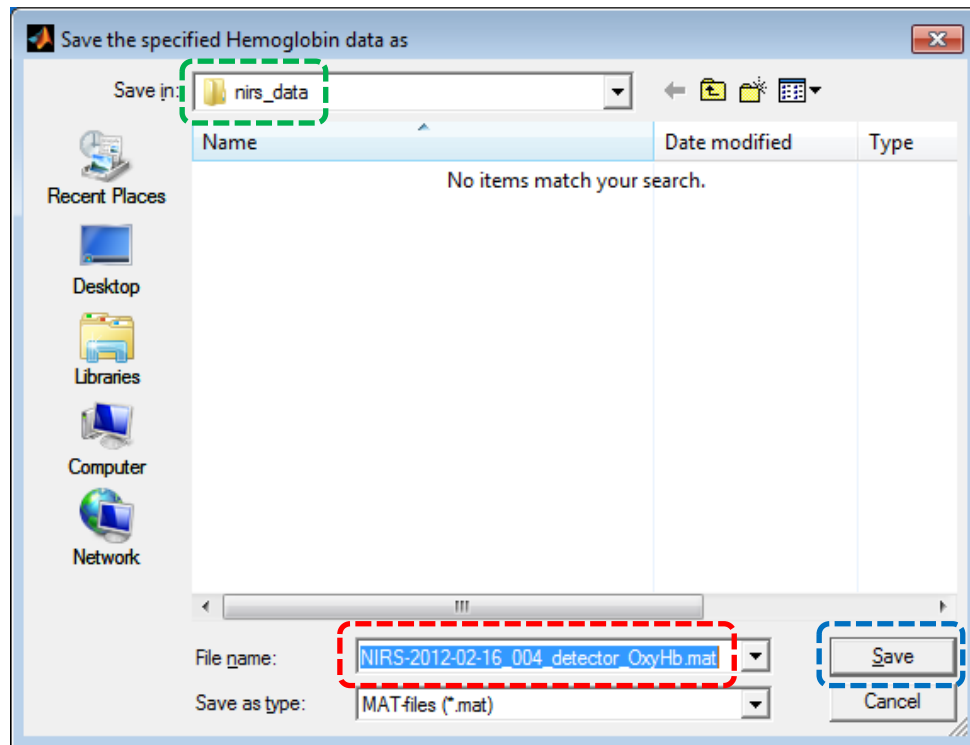 Save the specified Hemoglobin data as
Save in:
nirs_data
Name
Date modified
Type
No items match your search.
Recent Places
Desktop
Libraries
Computer
Network
File name:
NIRS-2012-02-16_004_detector_OxyHb.mat
Save
Save as type:
MAT-files (*.mat)
Cancel